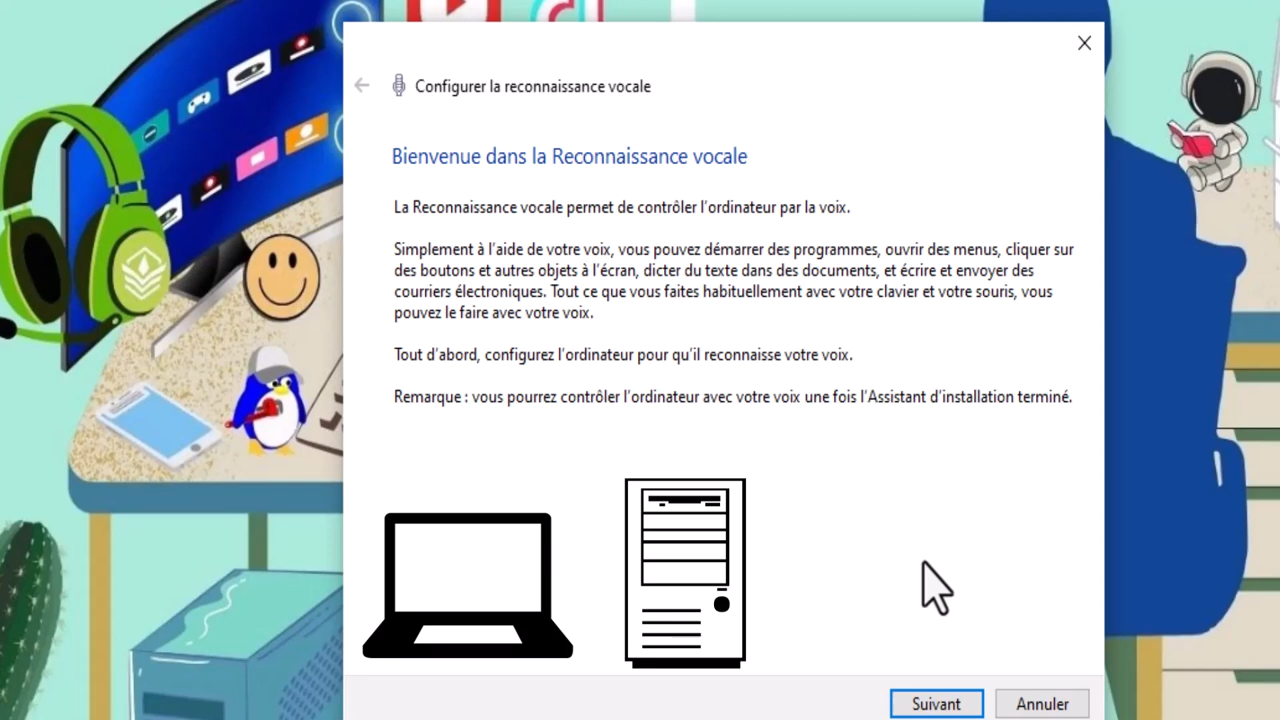 Configurer la reconnaissance vocale
Bienvenue dans la Reconnaissance vocale
La Reconnaissance vocale permet de contrôler l’ordinateur par la voix.
Simplement à l’aide de votre voix, vous pouvez démarrer des programmes, ouvrir des menus, cliquer sur
des boutons et autres objets à l’écran, dicter du texte dans des documents, et écrire et envoyer des
courriers électroniques. Tout ce que vous faites habituellement avec votre clavier et votre souris, vous
pouvez le faire avec votre voix.
Tout d’abord, configurez l’ordinateur pour qu’il reconnaisse votre voix.
Remarque : vous pourrez contrôler l’ordinateur avec votre voix une fois l’Assistant d’installation terminé.
Suivant
Annuler